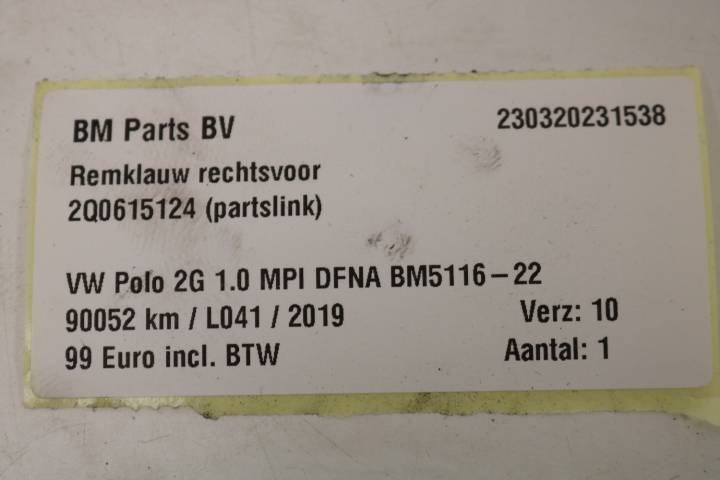 BM Parts BV 230320231538
Remklauw rechtsvoor
2Q0615124 (partslink)
VW Polo 2G 1.0 MPI DFNA BM5116-22
90052 km / L041 / 2019 Verz: 10
99 Euro incl. BTW Aantal: 1